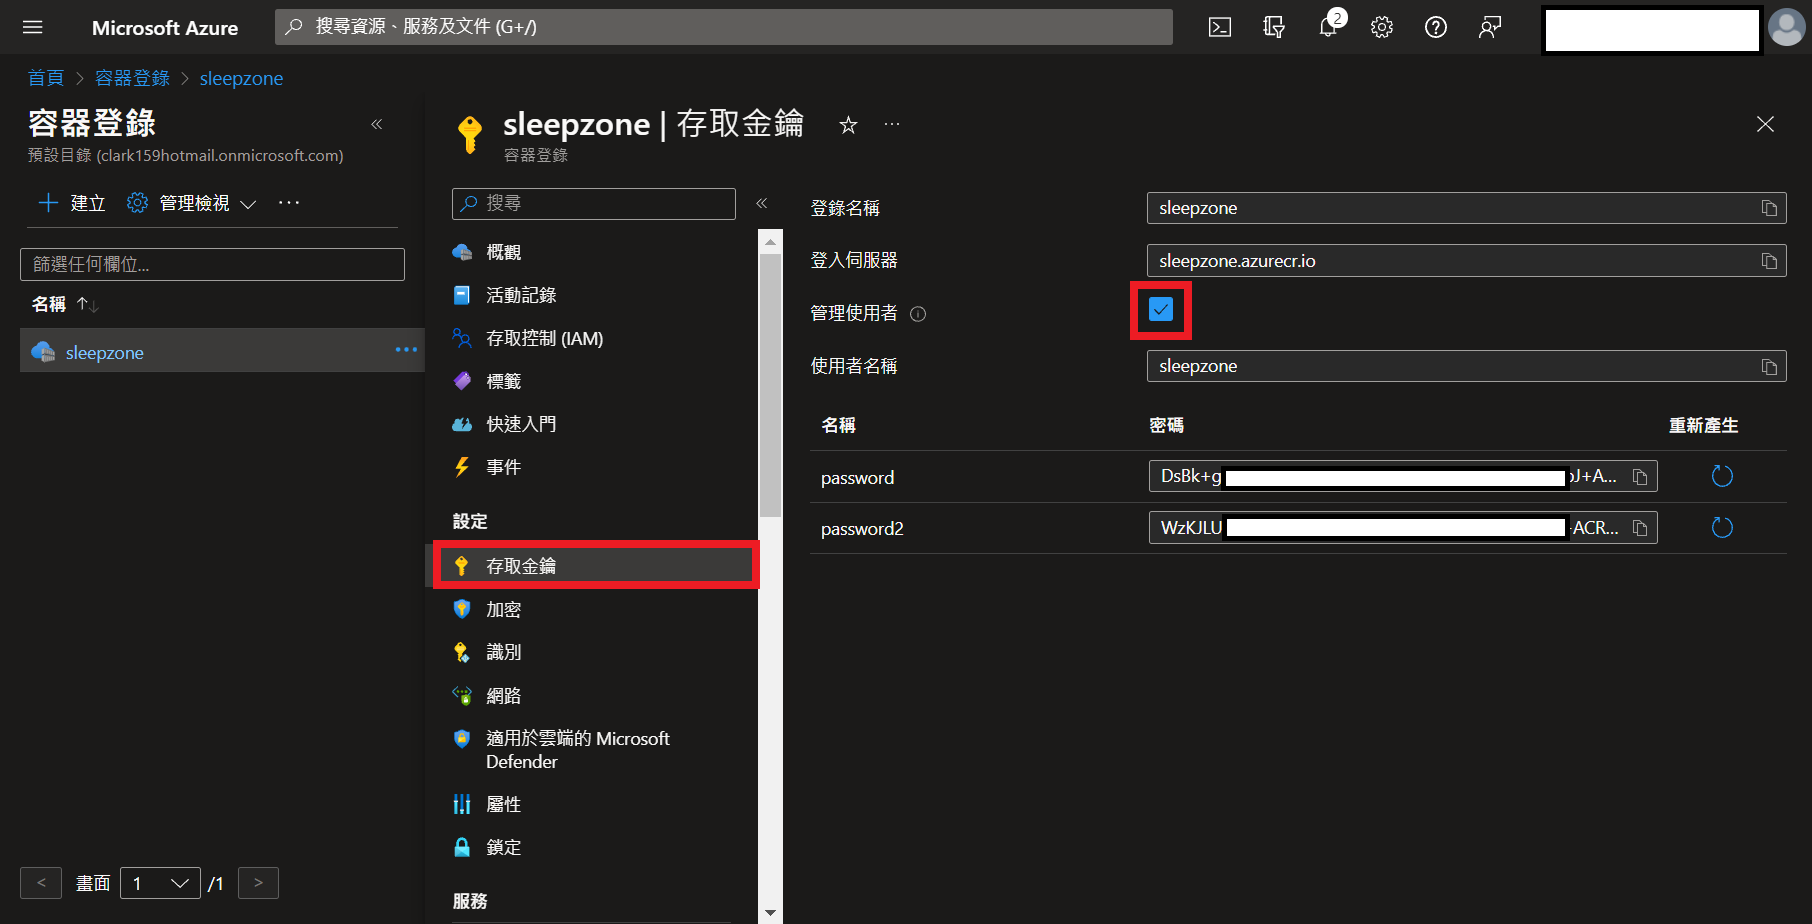 Microsoft Azure
搜尋資源、服務及文件 (G+/)
2
首頁 > 容器登錄 > sleepzone
容器登錄
預設目錄 (clark159hotmail.onmicrosoft.com)
建立
管理檢視
篩選任何欄位...
名稱
sleepzone
畫面 1 /1
sleepzone | 存取金鑰
容器登錄
搜尋
概觀
活動記錄
存取控制 (IAM)
標籤
快速入門
事件
設定
存取金鑰
加密
識別
網路
適用於雲端的 Microsoft
Defender
屬性
鎖定
服務
登錄名稱 sleepzone
登入伺服器 sleepzone.azurecr.io
管理使用者
使用者名稱 sleepzone
名稱 密碼 重新產生
password DsBk+g J+A...
password2 WzKJLU ACR...